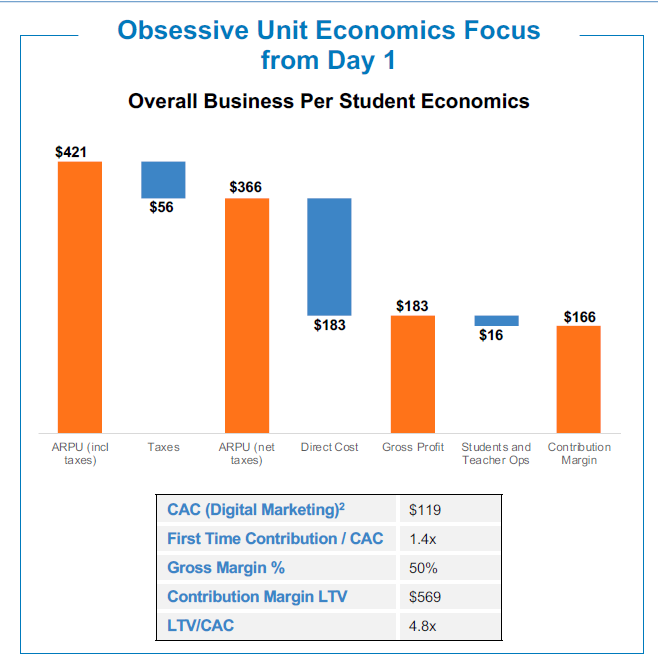 Obsessive Unit Economics Focus
from Day 1
Overall Business Per Student Economics
$421
$56
$366
$183
$183
$16
$166
ARPU (incl
taxes)
Taxes
ARPU (net
taxes)
Direct Cost
Gross Profit
Students and
Teacher Ops
Contribution
Margin
CAC (Digital Marketing)² $119
First Time Contribution / CAC 1.4x
Gross Margin % 50%
Contribution Margin LTV $569
LTV/CAC 4.8x